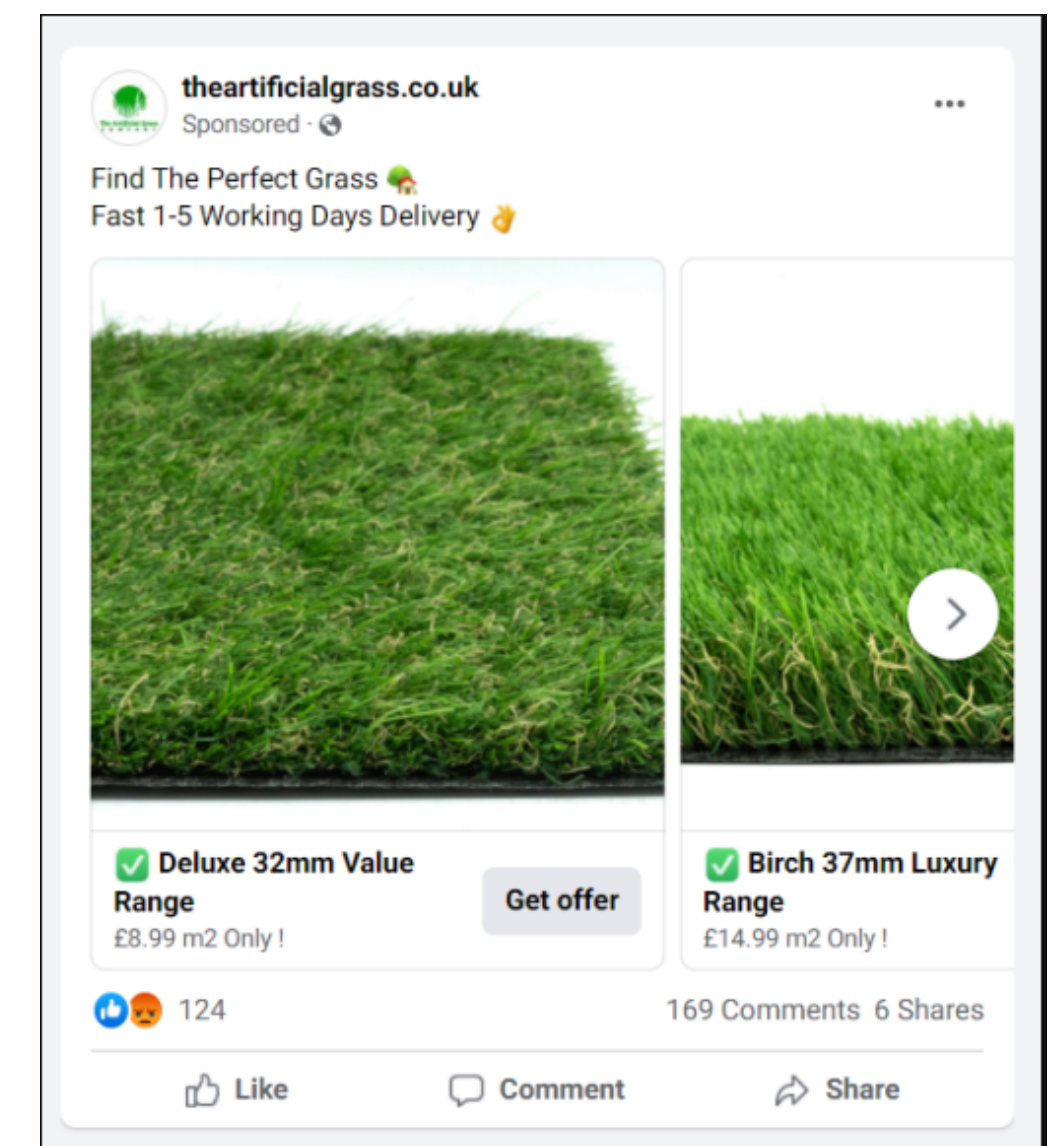 theartificialgrass.co.uk
Sponsored ·
Find The Perfect Grass 🏡
Fast 1-5 Working Days Delivery 👌
✅ Deluxe 32mm Value
Range
£8.99 m2 Only !
Get offer
✅ Birch 37mm Luxury
Range
£14.99 m2 Only !
124
169 Comments 6 Shares
Like
Comment
Share